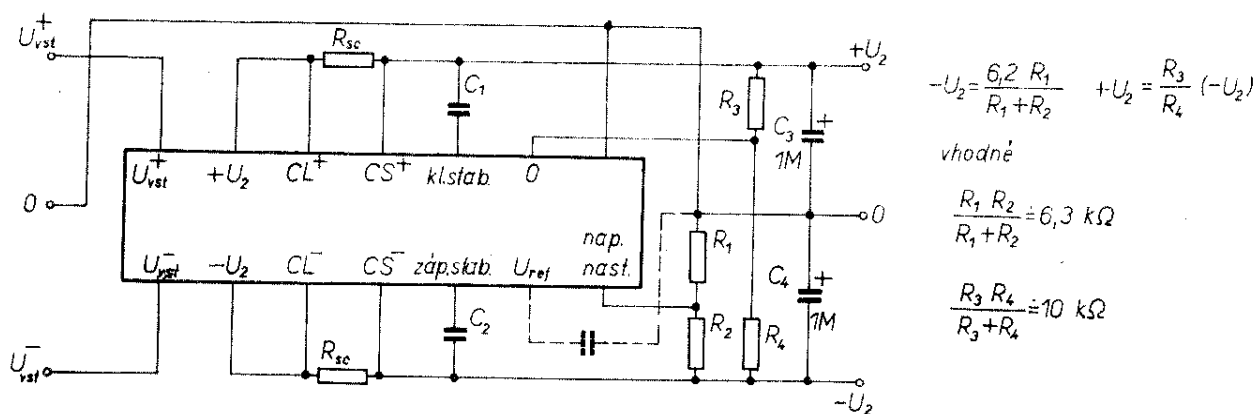 U⁺vst
Rsc
C1
R3
C3 +
1M
+U2
U⁺vst +U2 CL⁺ CS⁺ kl.stab. 0
0
U⁻vst -U2 CL⁻ CS⁻ záp.stab. Uref nap. nast.
0
R1
C2
R2
R4
C4 +
1M
U⁻vst
Rsc
-U2
-U2 = 6,2 R1 / R1 + R2 +U2 = R3 / R4 (-U2)
vhodné
R1 R2 / R1 + R2 ≐ 6,3 kΩ
R3 R4 / R3 + R4 ≐ 10 kΩ